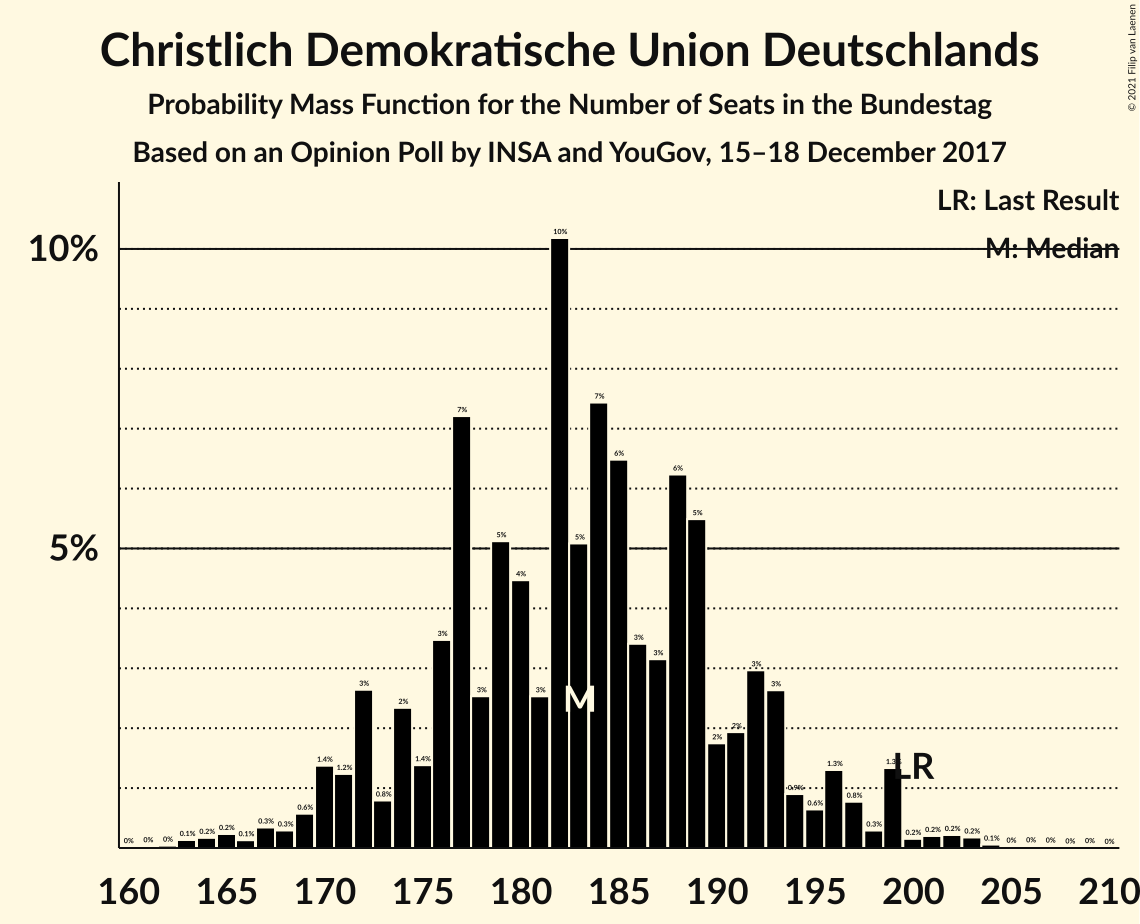 Christlich Demokratische Union Deutschlands
Probability Mass Function for the Number of Seats in the Bundestag
Based on an Opinion Poll by INSA and YouGov, 15–18 December 2017
© 2021 Filip van Laenen
LR: Last Result
M: Median
10%
5%
0% 0% 0% 0.1% 0.2% 0.2% 0.1% 0.3% 0.3% 0.6% 1.4% 1.2% 3% 0.8% 2% 1.4% 3% 7% 3% 5% 4% 3% 10% 5% 7% 6% 3% 3% 6% 5% 2% 2% 3% 3% 0.9% 0.6% 1.3% 0.8% 0.3% 1.3% 0.2% 0.2% 0.2% 0.2% 0.1% 0% 0% 0% 0% 0% 0%
M
LR
160 165 170 175 180 185 190 195 200 205 210